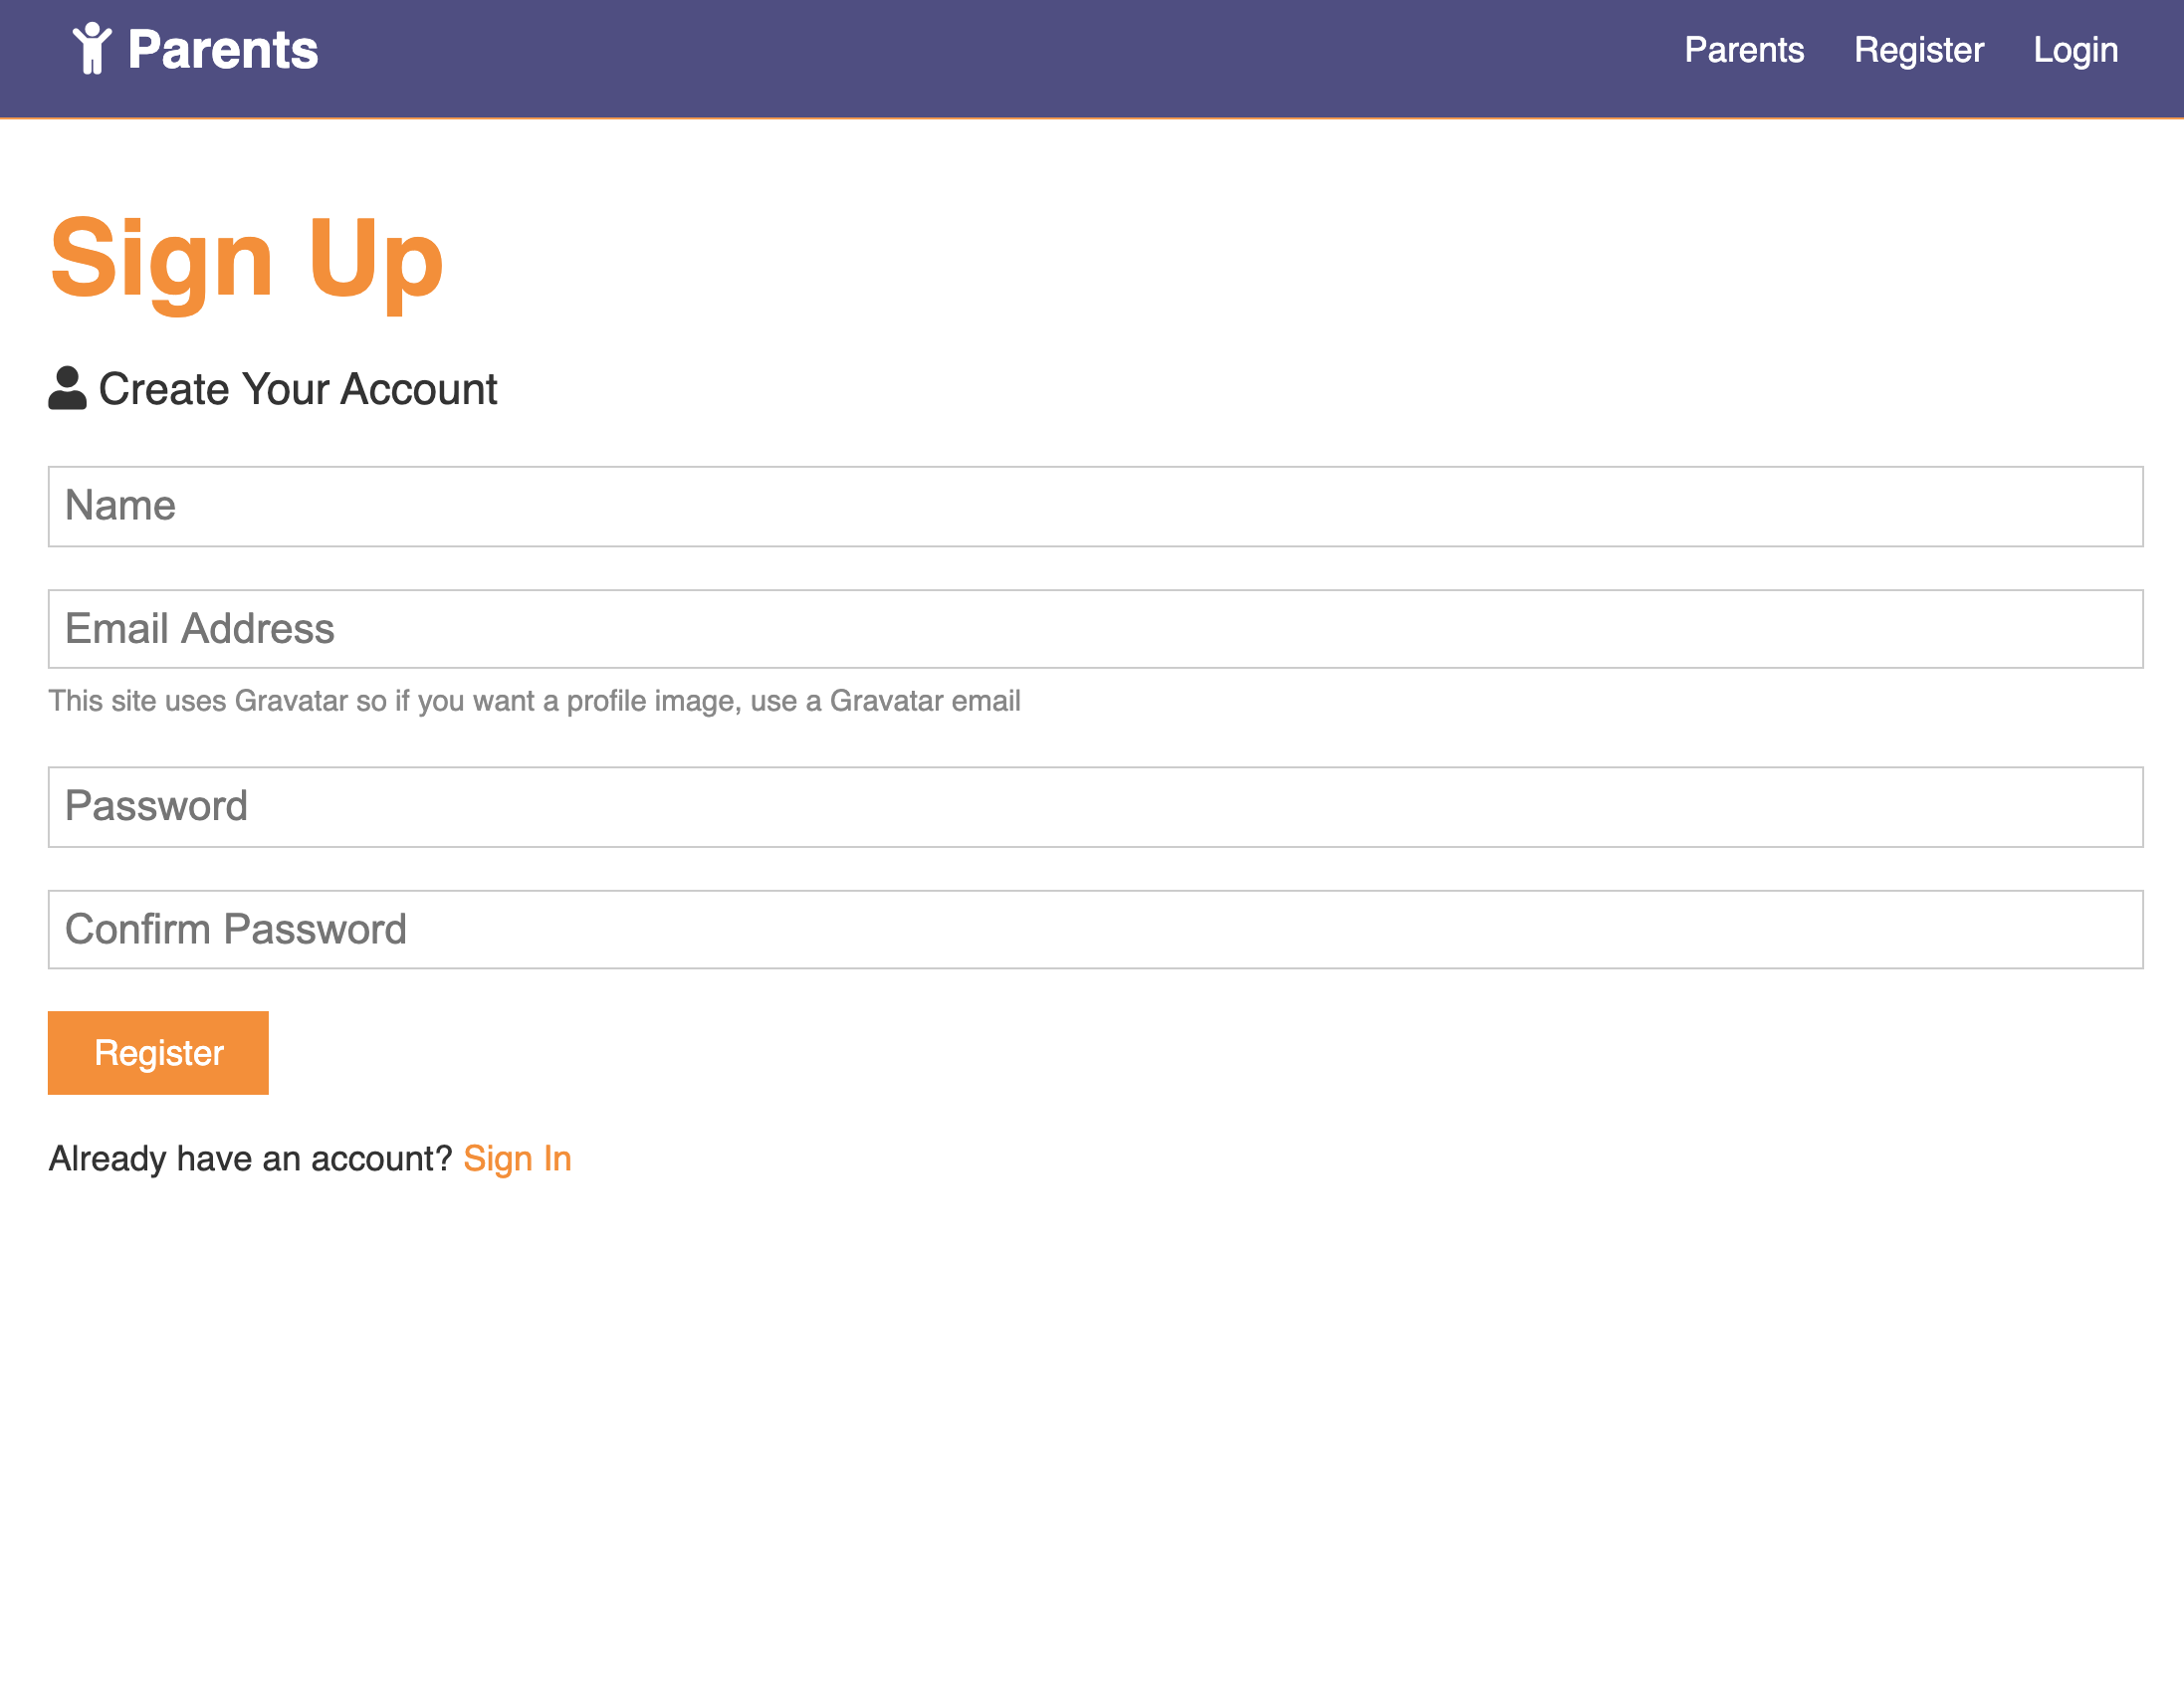 Parents
Parents Register Login
Sign Up
Create Your Account
Name
Email Address
This site uses Gravatar so if you want a profile image, use a Gravatar email
Password
Confirm Password
Register
Already have an account? Sign In